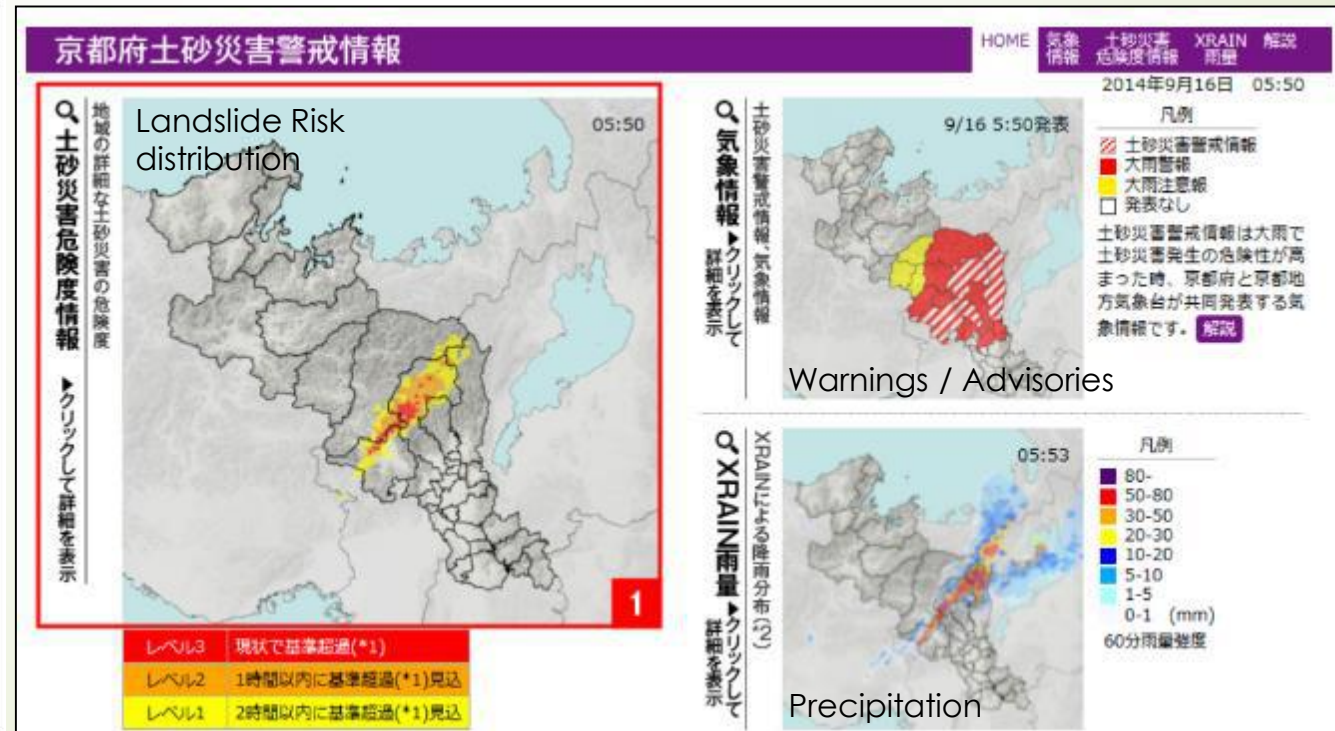 京都府土砂災害警戒情報
HOME
気象
情報
土砂災害
危険度情報
XRAIN
雨量
解説
2014年9月16日 05:50
土砂災害危険度情報 ▶クリックして詳細を表示
地域の詳細な土砂災害の危険度
Landslide Risk
distribution
05:50
1
レベル3 現状で基準超過(*1)
レベル2 1時間以内に基準超過(*1)見込
レベル1 2時間以内に基準超過(*1)見込
気象情報 ▶クリックして
詳細を表示
土砂災害警戒情報、気象情報
9/16 5:50発表
Warnings / Advisories
凡例
土砂災害警戒情報
大雨警報
大雨注意報
発表なし
土砂災害警戒情報は大雨で
土砂災害発生の危険性が高
まった時、京都府と京都地
方気象台が共同発表する気
象情報です。 解説
XRAIN雨量 ▶クリックして
詳細を表示
XRAINによる降雨分布(*2)
05:53
Precipitation
凡例
80-
50-80
30-50
20-30
10-20
5-10
1-5
0-1 (mm)
60分雨量強度